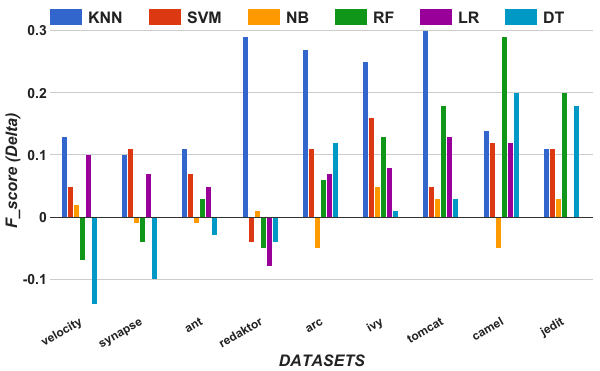 KNN SVM NB RF LR DT
0.3
0.2
0.1
0
-0.1
F_score (Delta)
velocity synapse ant redaktor arc ivy tomcat camel jedit
DATASETS